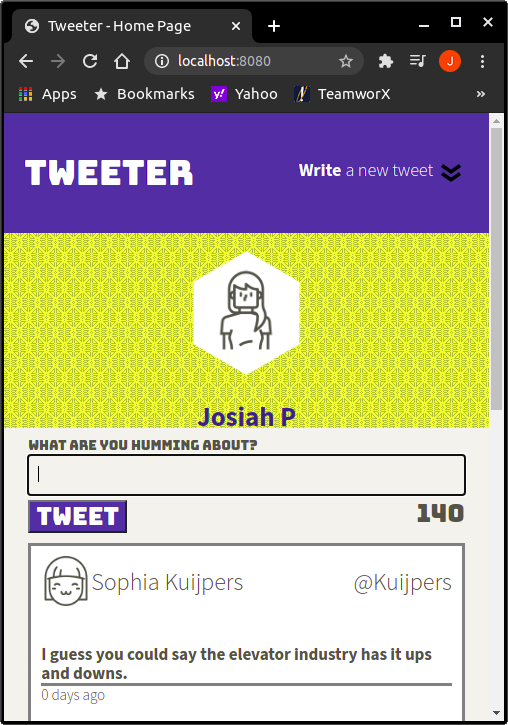 Tweeter - Home Page
localhost:8080
J
Apps Bookmarks y! Yahoo TeamworX »
TWEETER
Write a new tweet
Josiah P
WHAT ARE YOU HUMMING ABOUT?
TWEET 140
Sophia Kuijpers @Kuijpers
I guess you could say the elevator industry has it ups
and downs.
0 days ago